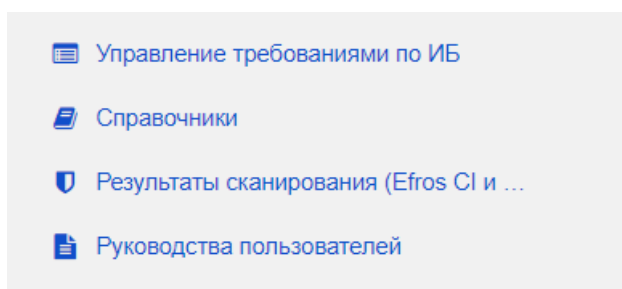 Управление требованиями по ИБ
Справочники
Результаты сканирования (Efros CI и ...
Руководства пользователей